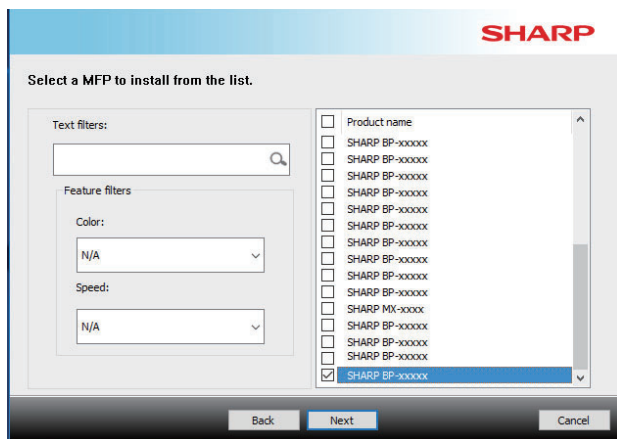 SHARP
Select a MFP to install from the list.
Text filters:
Feature filters
Color:
N/A
Speed:
N/A
Product name
SHARP BP-xxxxx
SHARP BP-xxxxx
SHARP BP-xxxxx
SHARP BP-xxxxx
SHARP BP-xxxxx
SHARP BP-xxxxx
SHARP BP-xxxxx
SHARP BP-xxxxx
SHARP BP-xxxxx
SHARP BP-xxxxx
SHARP MX-xxxx
SHARP BP-xxxxx
SHARP BP-xxxxx
SHARP BP-xxxxx
Back
Next
Cancel